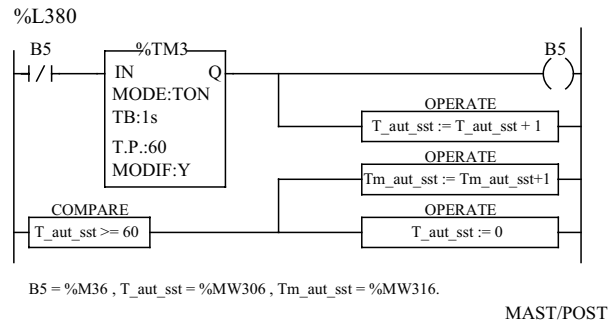 %L380
B5
%TM3
B5
IN Q
MODE:TON
TB:1s
T.P.:60
MODIF:Y
OPERATE
T_aut_sst := T_aut_sst + 1
OPERATE
Tm_aut_sst := Tm_aut_sst+1
COMPARE
T_aut_sst >= 60
OPERATE
T_aut_sst := 0
B5 = %M36 , T_aut_sst = %MW306 , Tm_aut_sst = %MW316.
MAST/POST